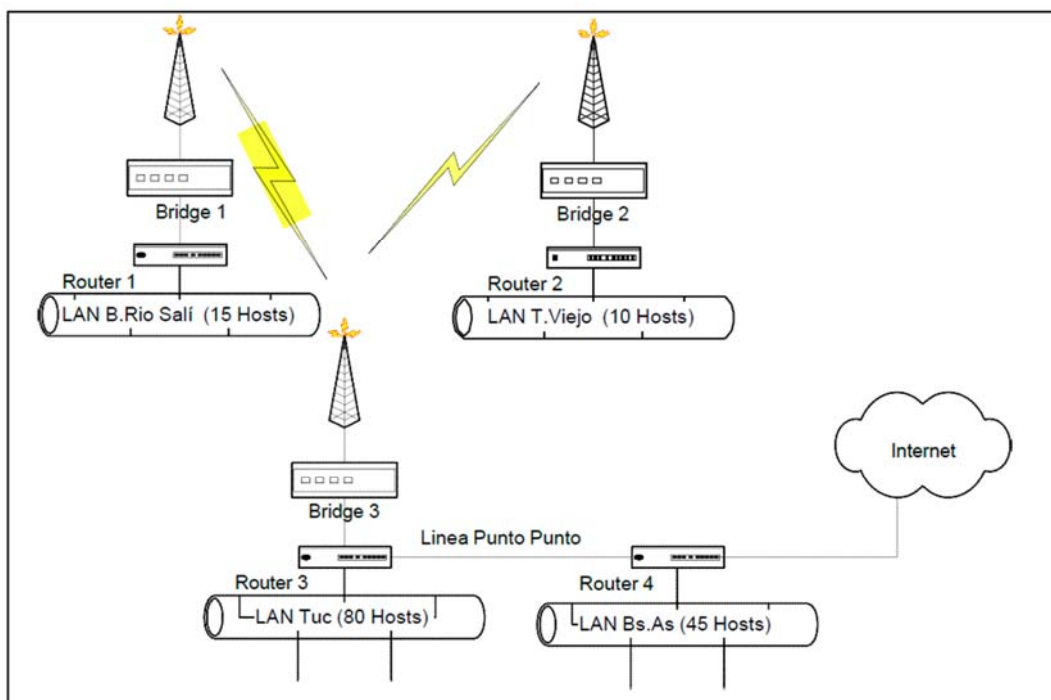 Bridge 1
Bridge 2
Router 1
Router 2
LAN B.Rio Salí (15 Hosts)
LAN T.Viejo (10 Hosts)
Internet
Bridge 3
Linea Punto Punto
Router 3
Router 4
LAN Tuc (80 Hosts)
LAN Bs.As (45 Hosts)